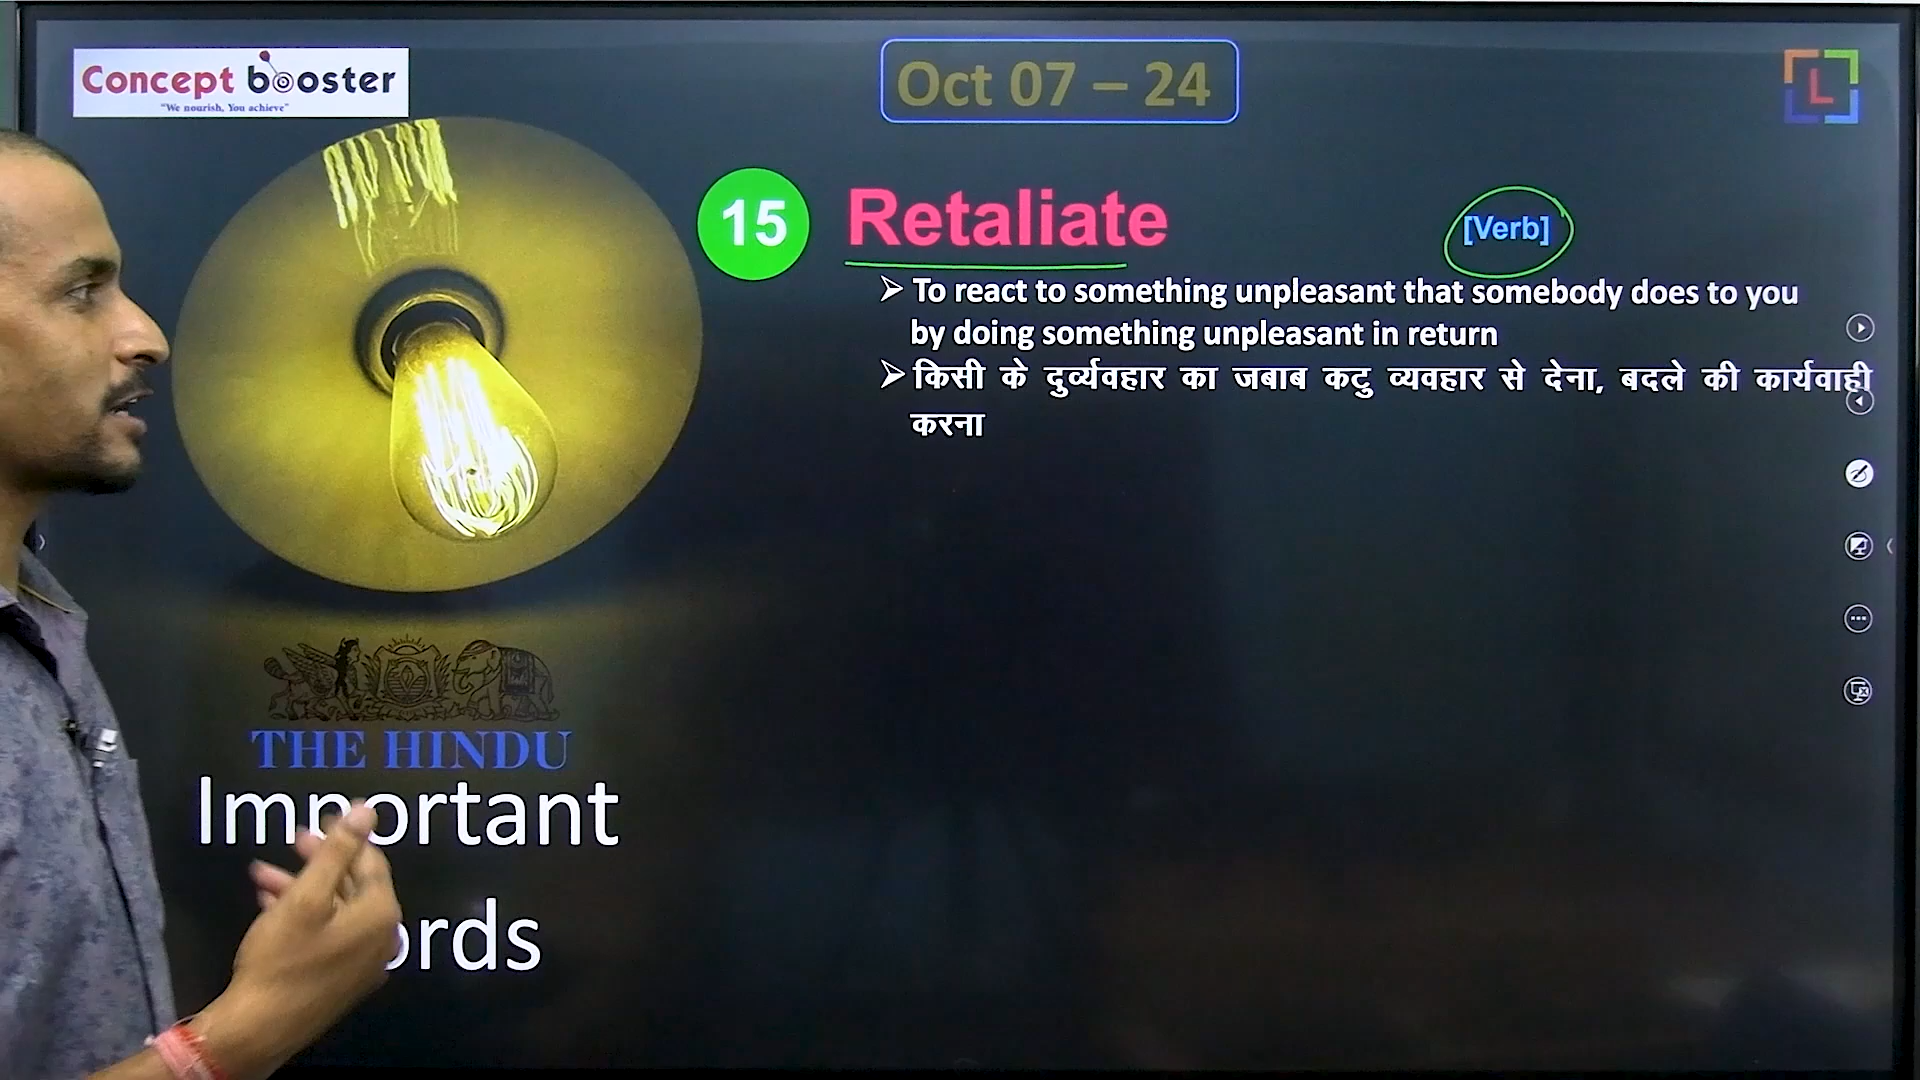 Concept booster
"We nourish, You achieve"
Oct 07 – 24
L
15
Retaliate
[Verb]
➢ To react to something unpleasant that somebody does to you
by doing something unpleasant in return
➢ किसी के दुर्व्यवहार का जबाब कटु व्यवहार से देना, बदले की कार्यवाही
करना
THE HINDU
Important
ords